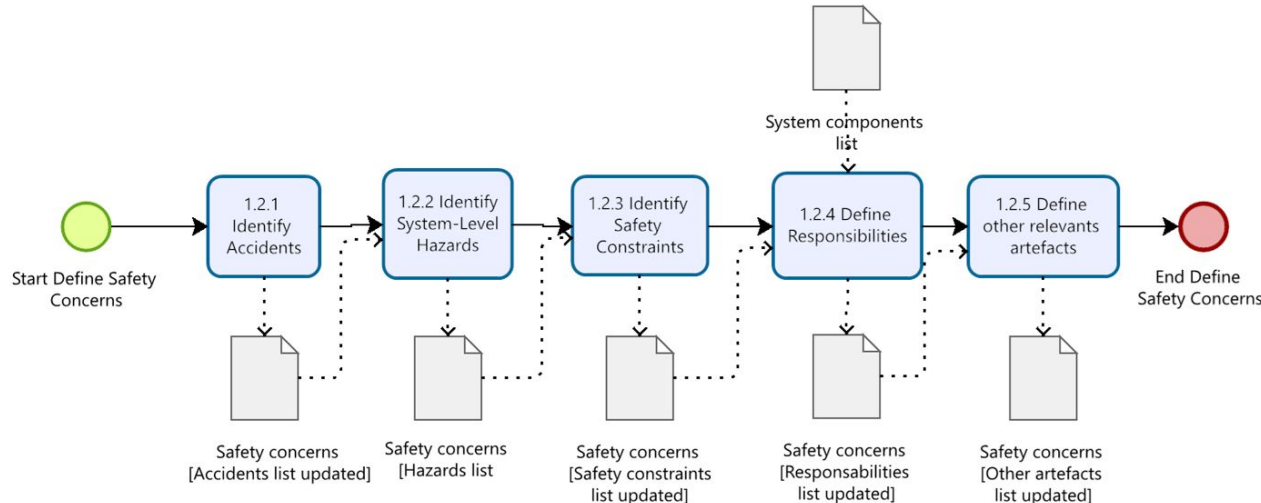 System components
list
1.2.1
Identify
Accidents
1.2.2 Identify
System-Level
Hazards
1.2.3 Identify
Safety
Constraints
1.2.4 Define
Responsibilities
1.2.5 Define
other relevants
artefacts
Start Define Safety
Concerns
End Define
Safety Concerns
Safety concerns
[Accidents list updated]
Safety concerns
[Hazards list
Safety concerns
[Safety constraints
list updated]
Safety concerns
[Responsabilities
list updated]
Safety concerns
[Other artefacts
list updated]